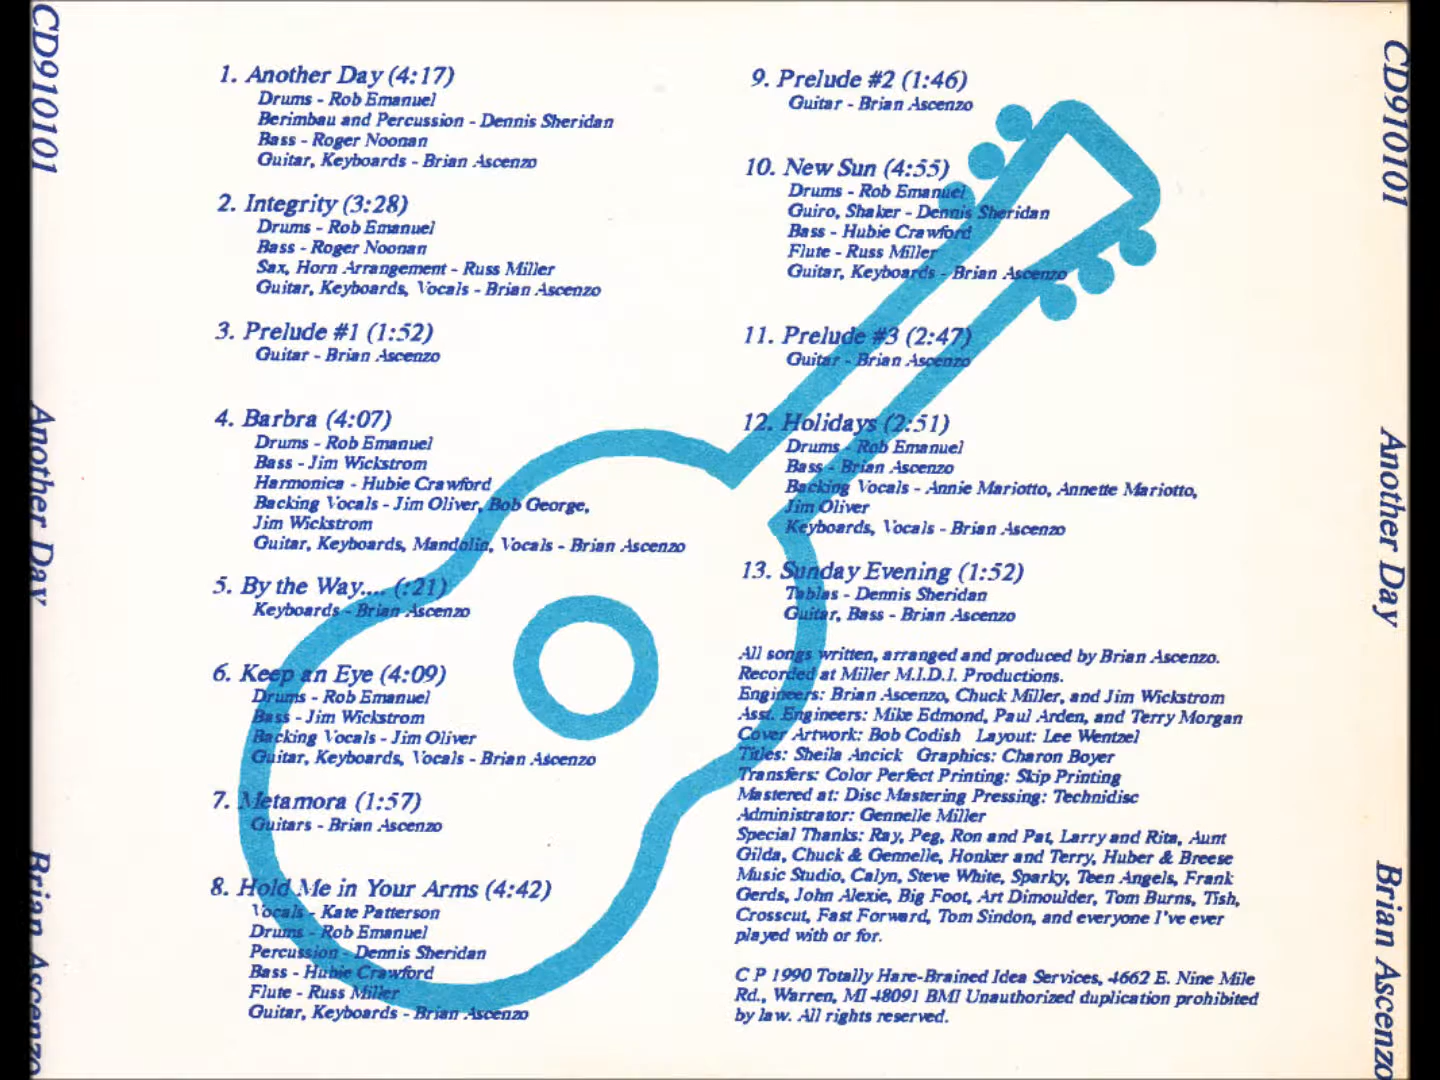 CD910101
Another Day
Brian Ascenzo
1. Another Day (4:17)
Drums - Rob Emanuel
Berimbau and Percussion - Dennis Sheridan
Bass - Roger Noonan
Guitar, Keyboards - Brian Ascenzo
2. Integrity (3:28)
Drums - Rob Emanuel
Bass - Roger Noonan
Sax, Horn Arrangement - Russ Miller
Guitar, Keyboards, Vocals - Brian Ascenzo
3. Prelude #1 (1:52)
Guitar - Brian Ascenzo
4. Barbra (4:07)
Drums - Rob Emanuel
Bass - Jim Wickstrom
Harmonica - Hubie Crawford
Backing Vocals - Jim Oliver, Bob George,
Jim Wickstrom
Guitar, Keyboards, Mandolin, Vocals - Brian Ascenzo
5. By the Way.... (:21)
Keyboards - Brian Ascenzo
6. Keep an Eye (4:09)
Drums - Rob Emanuel
Bass - Jim Wickstrom
Backing Vocals - Jim Oliver
Guitar, Keyboards, Vocals - Brian Ascenzo
7. Metamora (1:57)
Guitars - Brian Ascenzo
8. Hold Me in Your Arms (4:42)
Vocals - Kate Patterson
Drums - Rob Emanuel
Percussion - Dennis Sheridan
Bass - Hubie Crawford
Flute - Russ Miller
Guitar, Keyboards - Brian Ascenzo
9. Prelude #2 (1:46)
Guitar - Brian Ascenzo
10. New Sun (4:55)
Drums - Rob Emanuel
Guiro, Shaker - Dennis Sheridan
Bass - Hubie Crawford
Flute - Russ Miller
Guitar, Keyboards - Brian Ascenzo
11. Prelude #3 (2:47)
Guitar - Brian Ascenzo
12. Holidays (2:51)
Drums - Rob Emanuel
Bass - Brian Ascenzo
Backing Vocals - Annie Mariotto, Annette Mariotto,
Jim Oliver
Keyboards, Vocals - Brian Ascenzo
13. Sunday Evening (1:52)
Tablas - Dennis Sheridan
Guitar, Bass - Brian Ascenzo
All songs written, arranged and produced by Brian Ascenzo.
Recorded at Miller M.I.D.I. Productions.
Engineers: Brian Ascenzo, Chuck Miller, and Jim Wickstrom
Asst. Engineers: Mike Edmond, Paul Arden, and Terry Morgan
Cover Artwork: Bob Codish Layout: Lee Wentzel
Titles: Sheila Ancick Graphics: Charon Boyer
Transfers: Color Perfect Printing: Skip Printing
Mastered at: Disc Mastering Pressing: Technidisc
Administrator: Gennelle Miller
Special Thanks: Ray, Peg, Ron and Pat, Larry and Rita, Aunt
Gilda, Chuck & Gennelle, Honker and Terry, Huber & Breese
Music Studio, Calyn, Steve White, Sparky, Teen Angels, Frank
Gerds, John Alexie, Big Foot, Art Dimoulder, Tom Burns, Tish,
Crosscut, Fast Forward, Tom Sindon, and everyone I've ever
played with or for.
C P 1990 Totally Hare-Brained Idea Services, 4662 E. Nine Mile
Rd., Warren, MI 48091 BMI Unauthorized duplication prohibited
by law. All rights reserved.
CD910101
Another Day
Brian Ascenzo